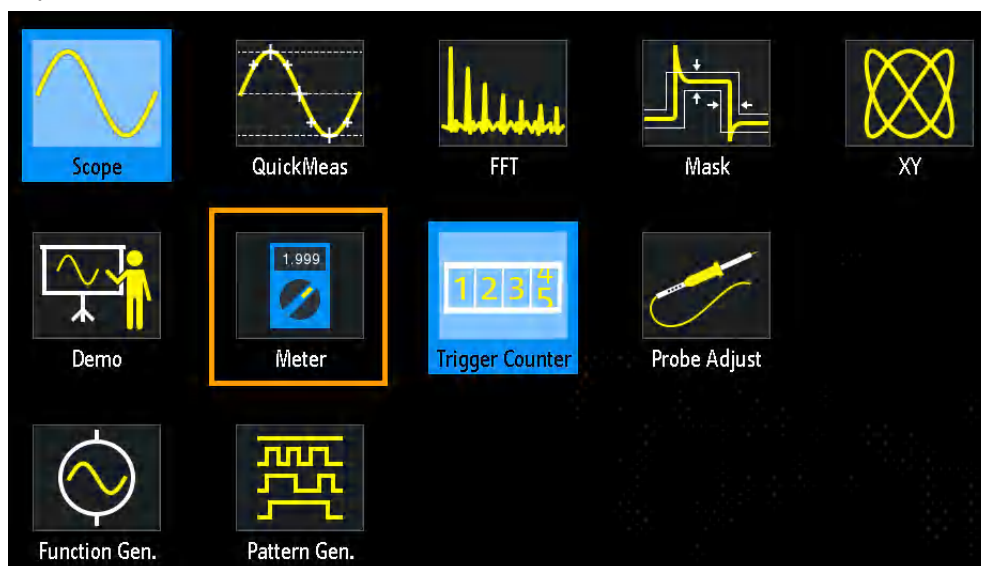 Scope
QuickMeas
FFT
Mask
XY
1.999
1 2 3 4
5
Demo
Meter
Trigger Counter
Probe Adjust
Function Gen.
Pattern Gen.